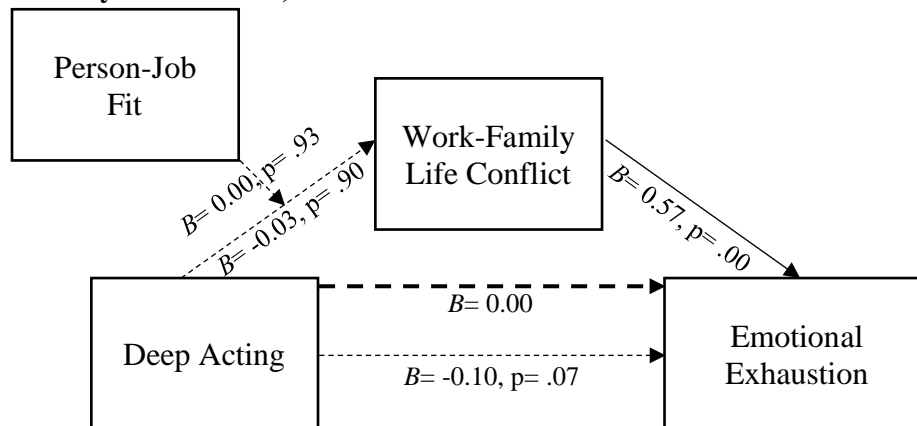 Person-Job
Fit
Work-Family
Life Conflict
B= 0.00, p= .93
B= -0.03, p= .90
B= 0.57, p= .00
Deep Acting
B= 0.00
B= -0.10, p= .07
Emotional
Exhaustion